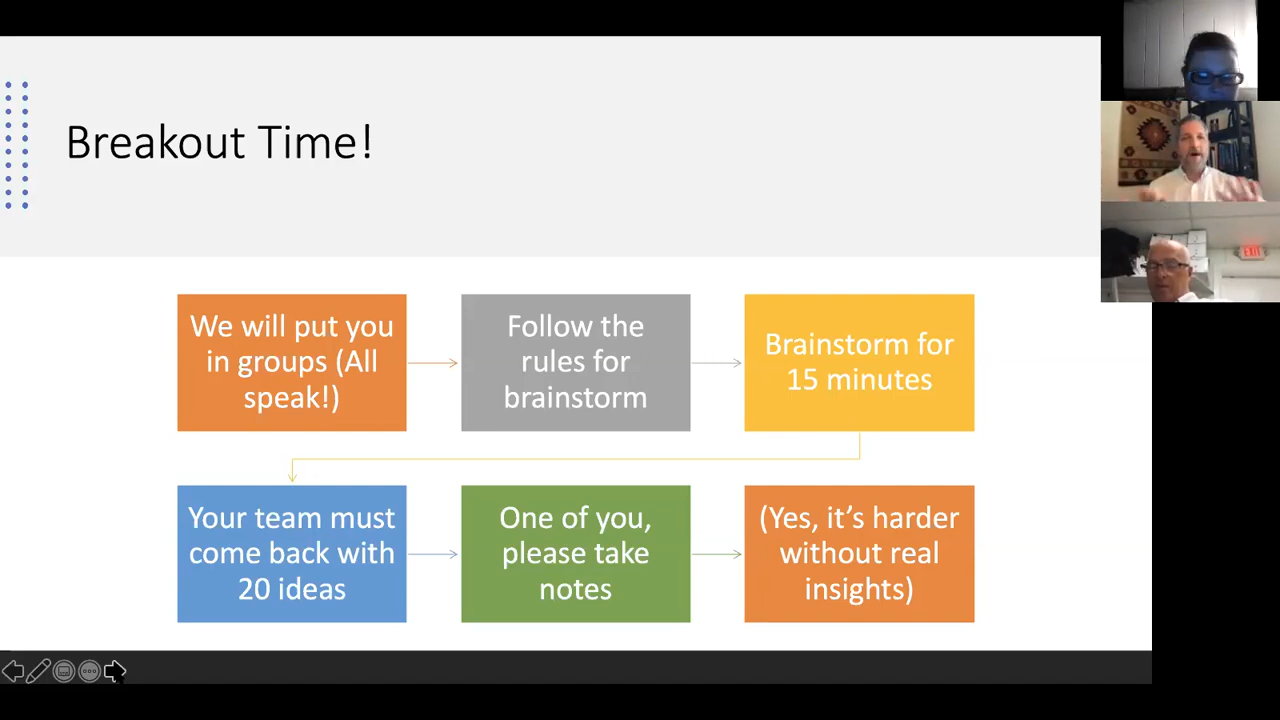 Breakout Time!
We will put you
in groups (All
speak!)
Follow the
rules for
brainstorm
Brainstorm for
15 minutes
Your team must
come back with
20 ideas
One of you,
please take
notes
(Yes, it’s harder
without real
insights)
EXIT